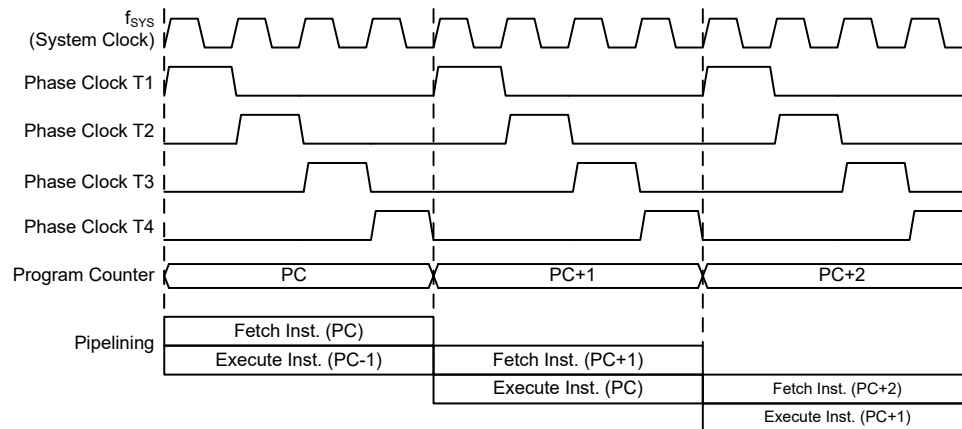 fSYS
(System Clock)
Phase Clock T1
Phase Clock T2
Phase Clock T3
Phase Clock T4
Program Counter PC PC+1 PC+2
Pipelining
Fetch Inst. (PC)
Execute Inst. (PC-1) Fetch Inst. (PC+1)
Execute Inst. (PC) Fetch Inst. (PC+2)
Execute Inst. (PC+1)